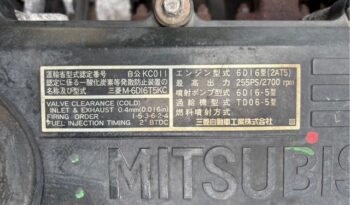 運輸省型式認定番号 自公KC011
依る一酸化炭素等発散防止装置の
名称及び型式 三菱M-6D16T5KC
VALVE CLEARANCE (COLD)
INLET & EXHAUST 0.4mm(0.016in)
FIRING ORDER 1-5-3-6-2-4
FUEL INJECTION TIMING 2° BTDC
エンジン型式 6D16型(2AT5)
最高出力 255PS/2700rpm
噴射ポンプ型式 6D16-5型
過給機型式 TD06-5型
燃料噴射方式
三菱自動車工業株式会社
MITSUBIS